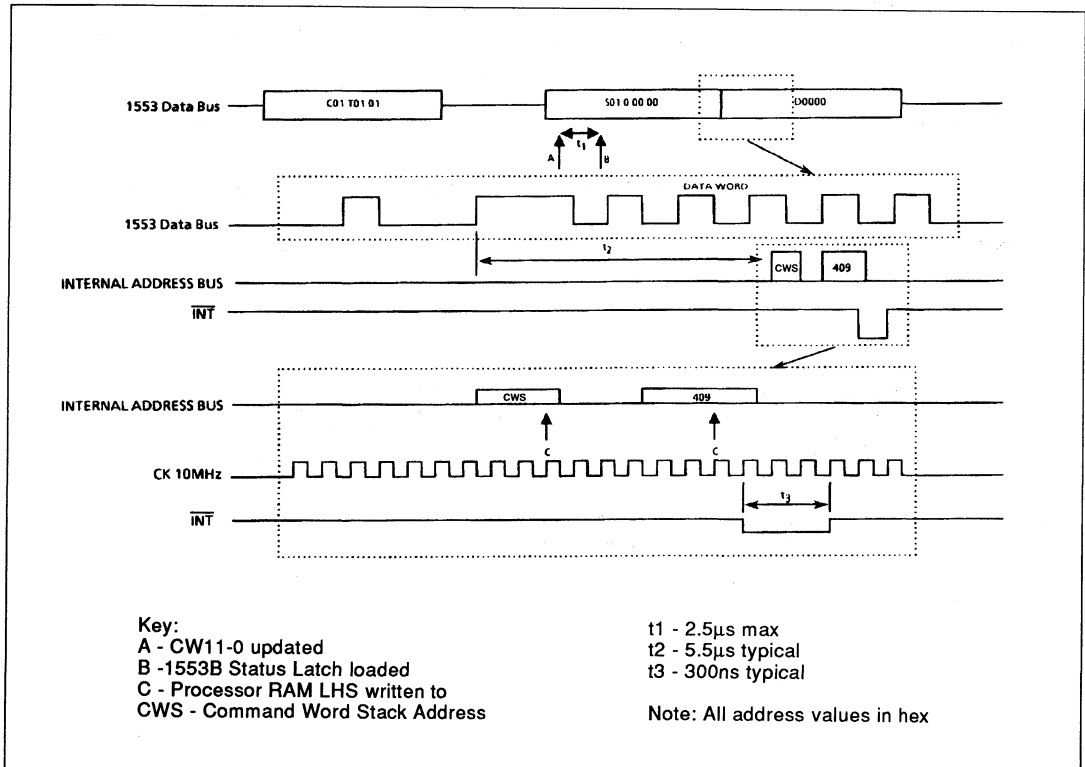 1553 Data Bus
C01 T01 01
S01 0 00 00
D0000
t1
A
B
DATA WORD
1553 Data Bus
t2
INTERNAL ADDRESS BUS
CWS
409
INT
INTERNAL ADDRESS BUS
CWS
409
C
C
CK 10MHz
t3
INT
Key:
A - CW11-0 updated
B -1553B Status Latch loaded
C - Processor RAM LHS written to
CWS - Command Word Stack Address
t1 - 2.5µs max
t2 - 5.5µs typical
t3 - 300ns typical
Note: All address values in hex